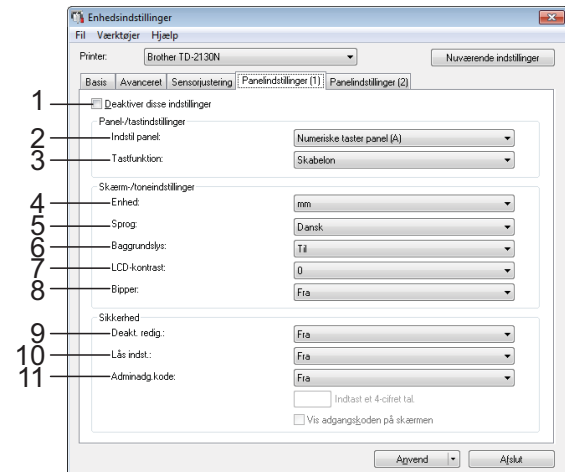 Enhedsindstillinger
Fil Værktøjer Hjælp
Printer: Brother TD-2130N Nuværende indstillinger
Basis Avanceret Sensorjustering Panelindstillinger (1) Panelindstillinger (2)
1 Deaktiver disse indstillinger
Panel-/tastindstillinger
2 Indstil panel: Numeriske taster panel (A)
3 Tastfunktion: Skabelon
Skærm-/toneindstillinger
4 Enhed: mm
5 Sprog: Dansk
6 Baggrundslys: Til
7 LCD-kontrast: 0
8 Bipper: Fra
Sikkerhed
9 Deakt. redig.: Fra
10 Lås indst.: Fra
11 Adminadg.kode: Fra
Indtast et 4-cifret tal.
Vis adgangskoden på skærmen
Anvend Afslut